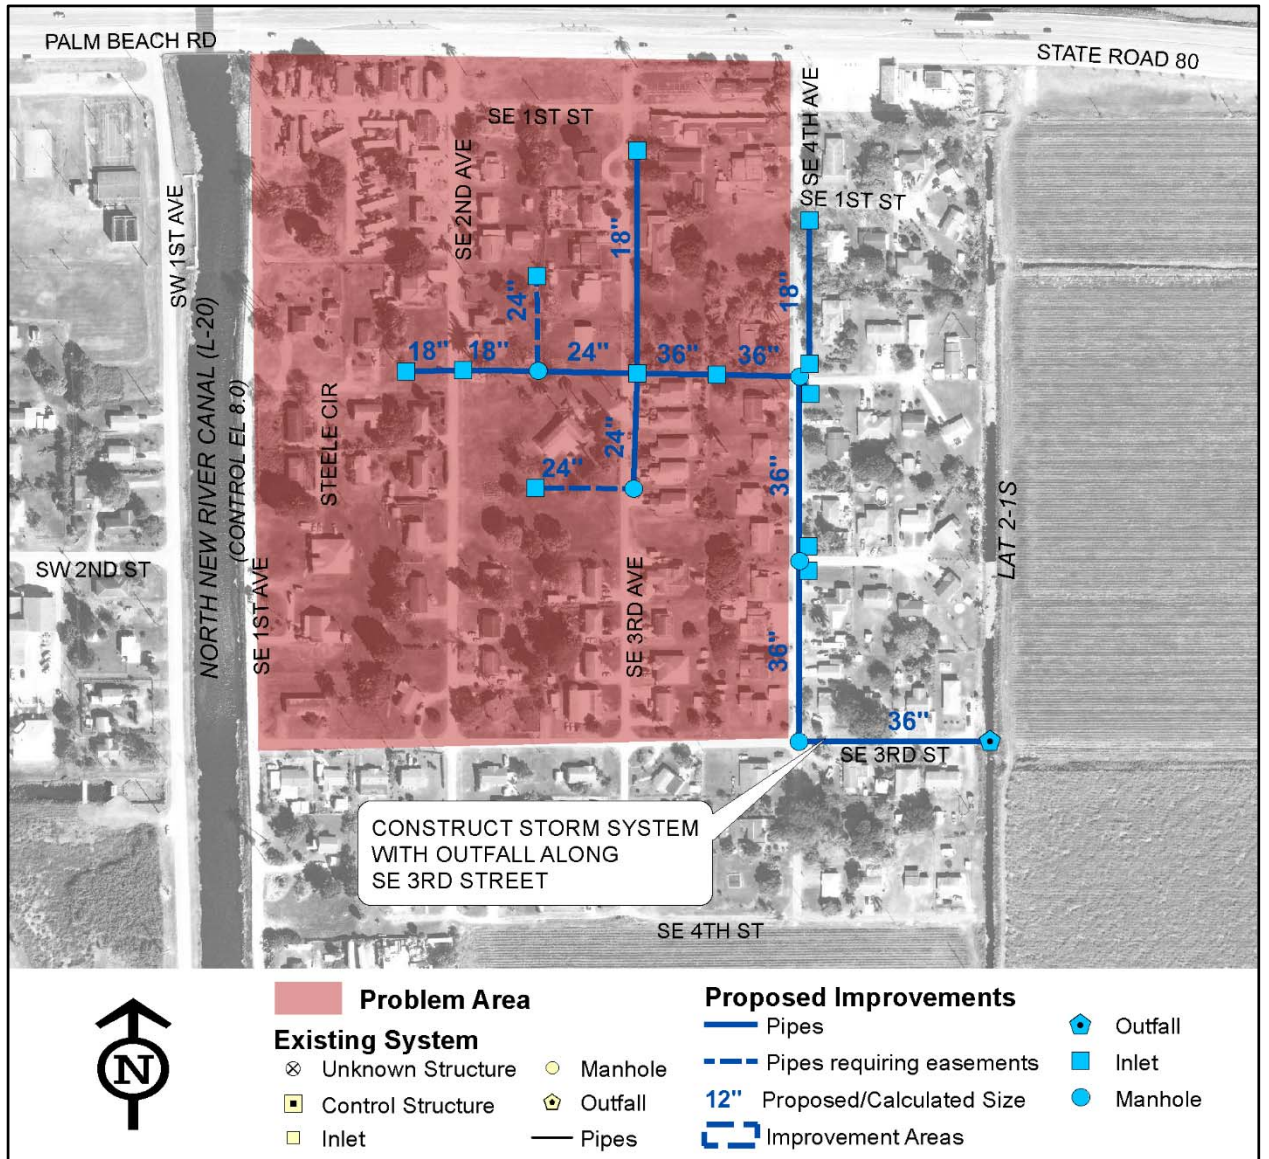 PALM BEACH RD
STATE ROAD 80
SE 1ST ST
SE 4TH AVE
SE 1ST ST
SW 1ST AVE
SE 2ND AVE
18"
18"
24"
18"
18"
24"
36"
36"
NORTH NEW RIVER CANAL (L-20)
(CONTROL EL 8.0)
STEELE CIR
24"
24"
36"
LAT 2-1S
SW 2ND ST
SE 1ST AVE
SE 3RD AVE
36"
36"
SE 3RD ST
CONSTRUCT STORM SYSTEM
WITH OUTFALL ALONG
SE 3RD STREET
SE 4TH ST
N
Problem Area
Existing System
Unknown Structure
Manhole
Control Structure
Outfall
Inlet
Pipes
Proposed Improvements
Pipes
Outfall
Pipes requiring easements
Inlet
12" Proposed/Calculated Size
Manhole
Improvement Areas